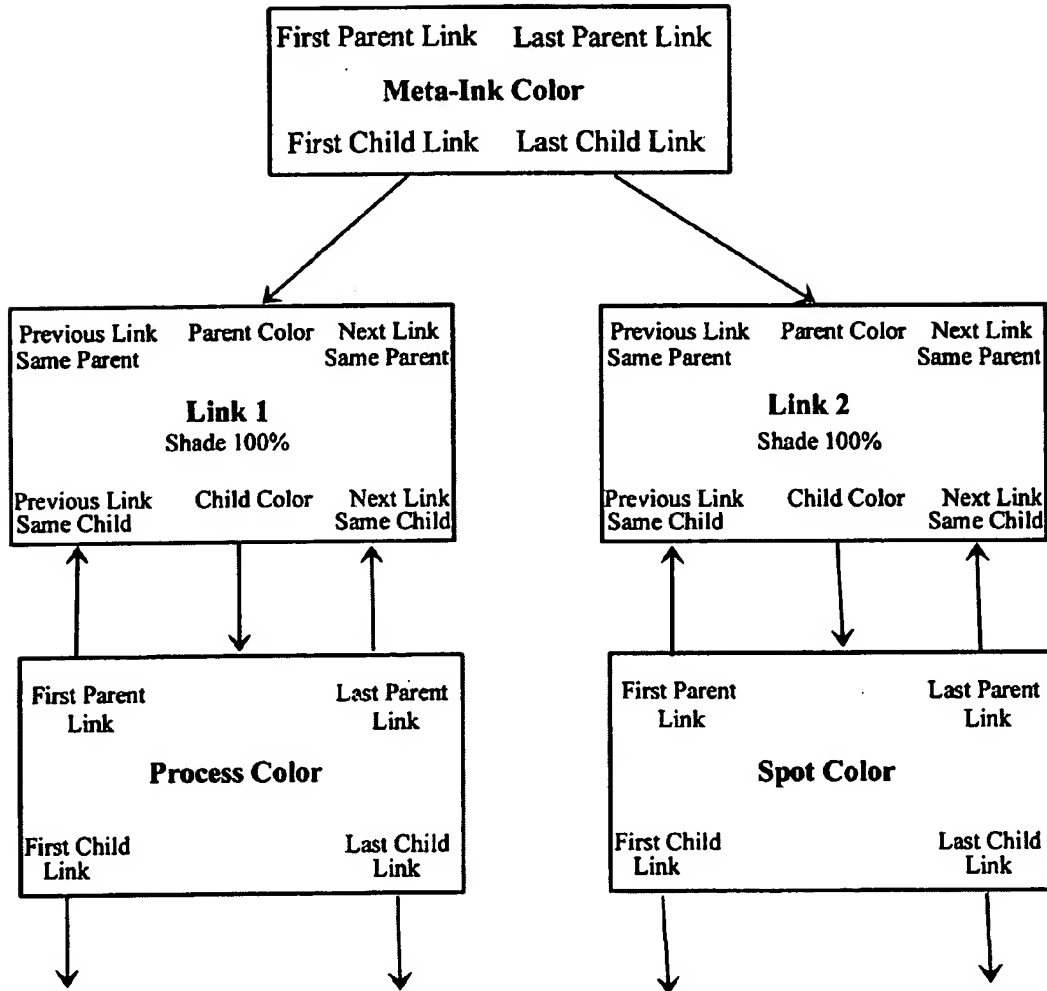 First Parent Link Last Parent Link
Meta-Ink Color
First Child Link Last Child Link
Previous Link Same Parent
Parent Color
Next Link Same Parent
Link 1
Shade 100%
Previous Link Same Child
Child Color
Next Link Same Child
Previous Link Same Parent
Parent Color
Next Link Same Parent
Link 2
Shade 100%
Previous Link Same Child
Child Color
Next Link Same Child
First Parent Link
Last Parent Link
Process Color
First Child Link
Last Child Link
First Parent Link
Last Parent Link
Spot Color
First Child Link
Last Child Link